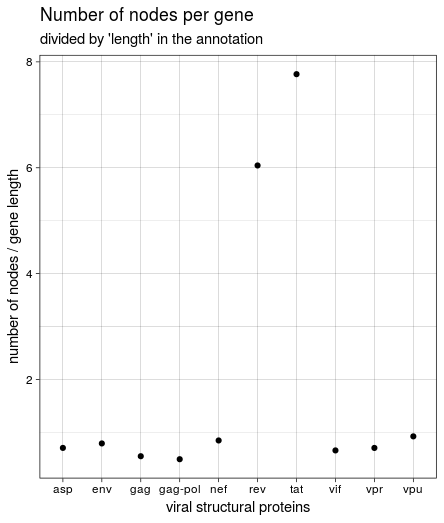 Number of nodes per gene
divided by 'length' in the annotation
number of nodes / gene length
8
6
4
2
asp env gag gag-pol nef rev tat vif vpr vpu
viral structural proteins